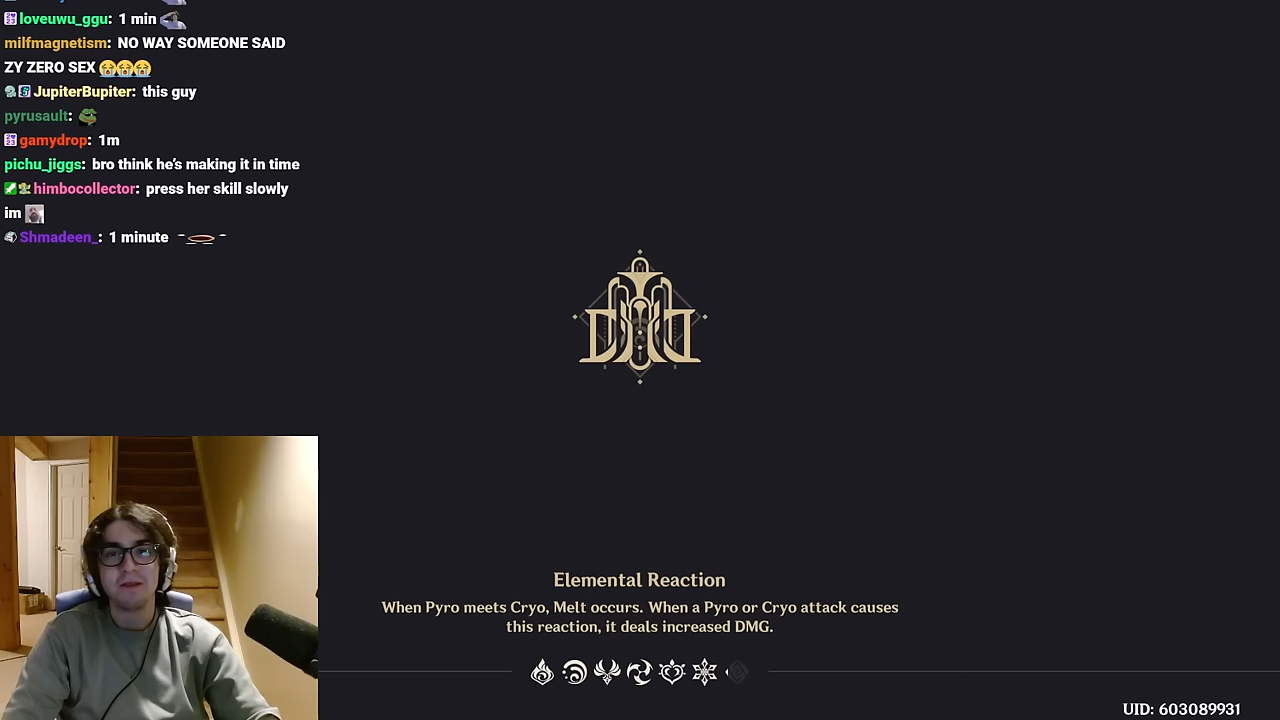 loveuwu_ggu: 1 min
milfmagnetism: NO WAY SOMEONE SAID
ZY ZERO SEX 😭😭😭
JupiterBupiter: this guy
pyrusault:
gamydrop: 1m
pichu_jiggs: bro think he's making it in time
himbocollector: press her skill slowly
im
Shmadeen_: 1 minute
Elemental Reaction
When Pyro meets Cryo, Melt occurs. When a Pyro or Cryo attack causes
this reaction, it deals increased DMG.
UID: 603089931